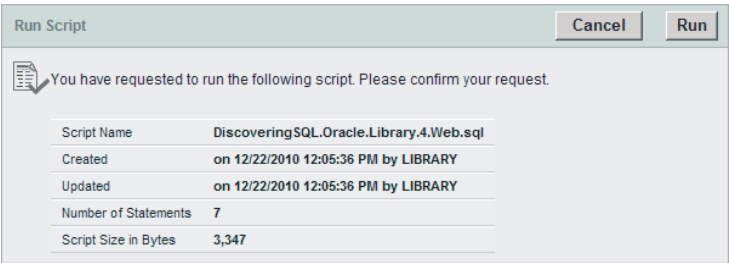 Run Script Cancel Run
You have requested to run the following script. Please confirm your request.
Script Name DiscoveringSQL.Oracle.Library.4.Web.sql
Created on 12/22/2010 12:05:36 PM by LIBRARY
Updated on 12/22/2010 12:05:36 PM by LIBRARY
Number of Statements 7
Script Size in Bytes 3,347